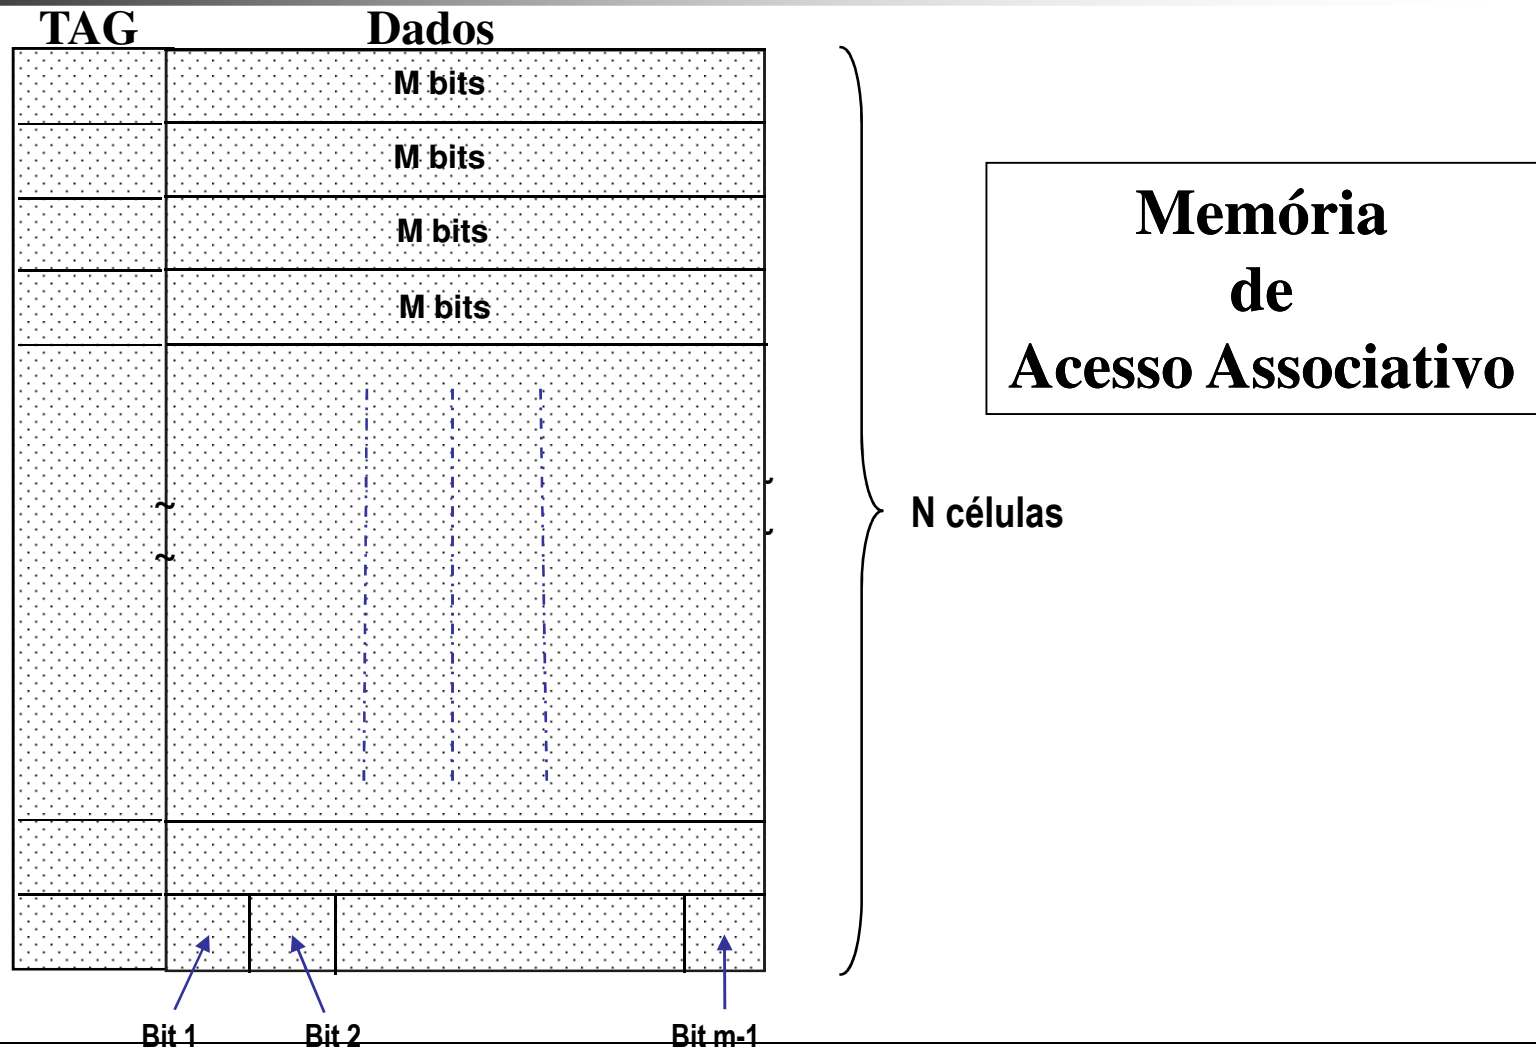 TAG Dados
M bits
M bits
M bits
M bits
Memória
de
Acesso Associativo
~
~
N células
Bit 1 Bit 2 Bit m-1